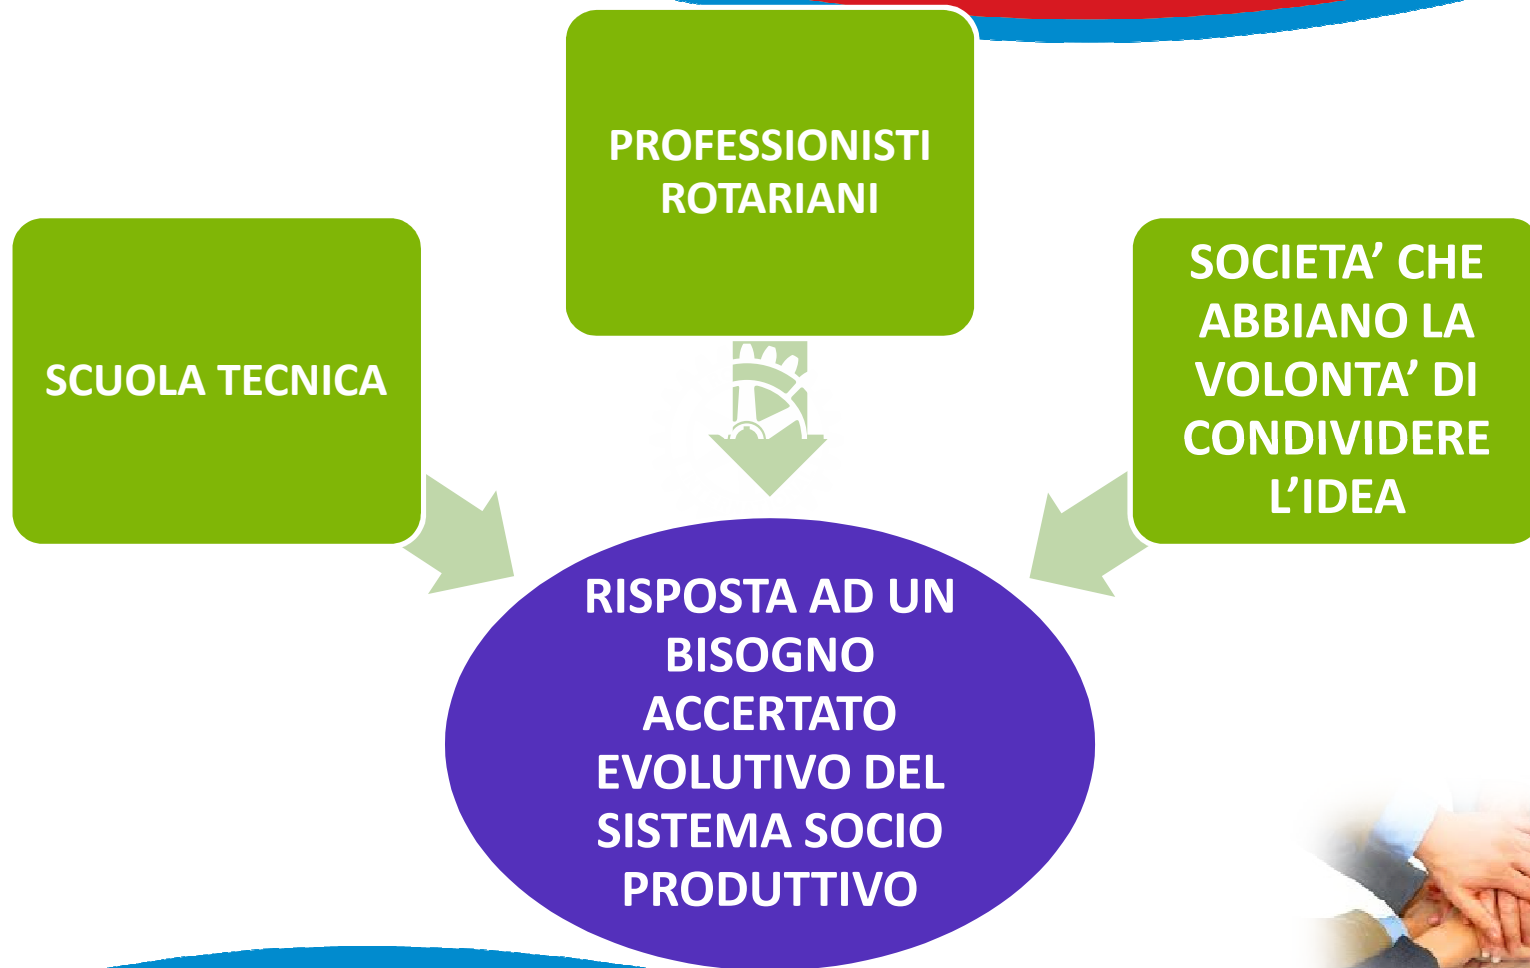 PROFESSIONISTI
ROTARIANI
SCUOLA TECNICA
SOCIETA’ CHE
ABBIANO LA
VOLONTA’ DI
CONDIVIDERE
L’IDEA
RISPOSTA AD UN
BISOGNO
ACCERTATO
EVOLUTIVO DEL
SISTEMA SOCIO
PRODUTTIVO